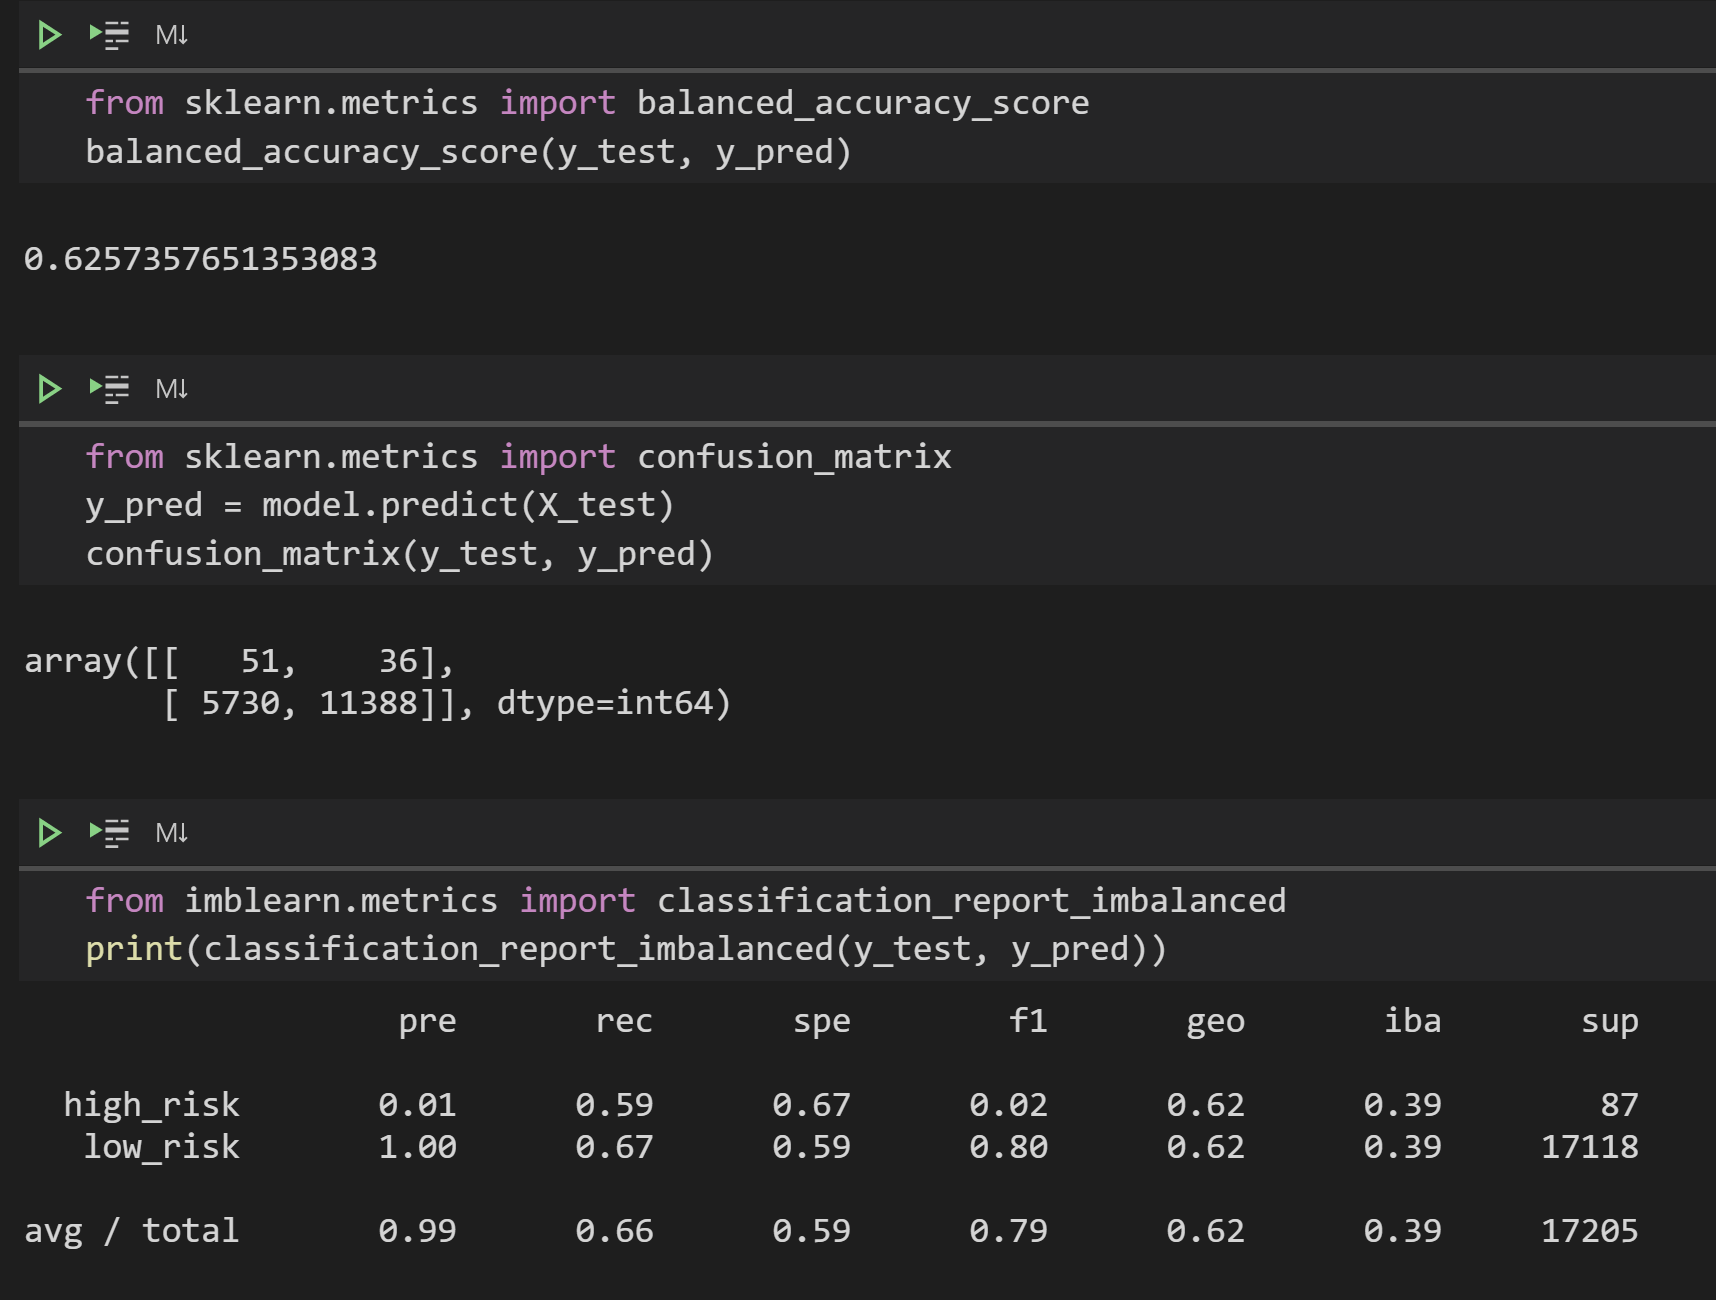 M↓
from sklearn.metrics import balanced_accuracy_score
balanced_accuracy_score(y_test, y_pred)
0.6257357651353083
M↓
from sklearn.metrics import confusion_matrix
y_pred = model.predict(X_test)
confusion_matrix(y_test, y_pred)
array([[   51,    36],
       [ 5730, 11388]], dtype=int64)
M↓
from imblearn.metrics import classification_report_imbalanced
print(classification_report_imbalanced(y_test, y_pred))
                   pre       rec       spe        f1       geo       iba       sup
  high_risk       0.01      0.59      0.67      0.02      0.62      0.39        87
   low_risk       1.00      0.67      0.59      0.80      0.62      0.39     17118
avg / total       0.99      0.66      0.59      0.79      0.62      0.39     17205